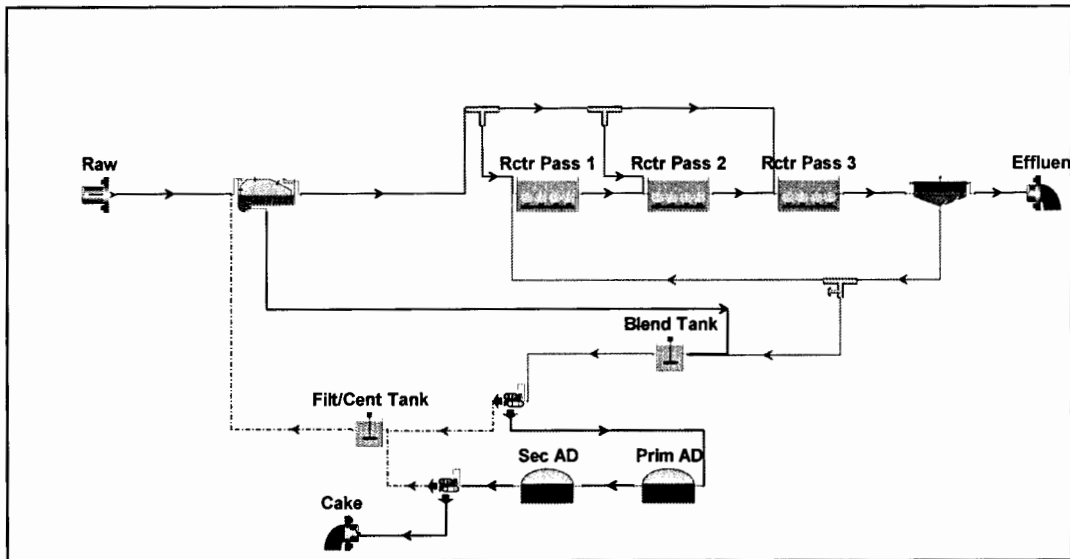 Raw
Rctr Pass 1
Rctr Pass 2
Rctr Pass 3
Effluen
Blend Tank
Filt/Cent Tank
Sec AD
Prim AD
Cake